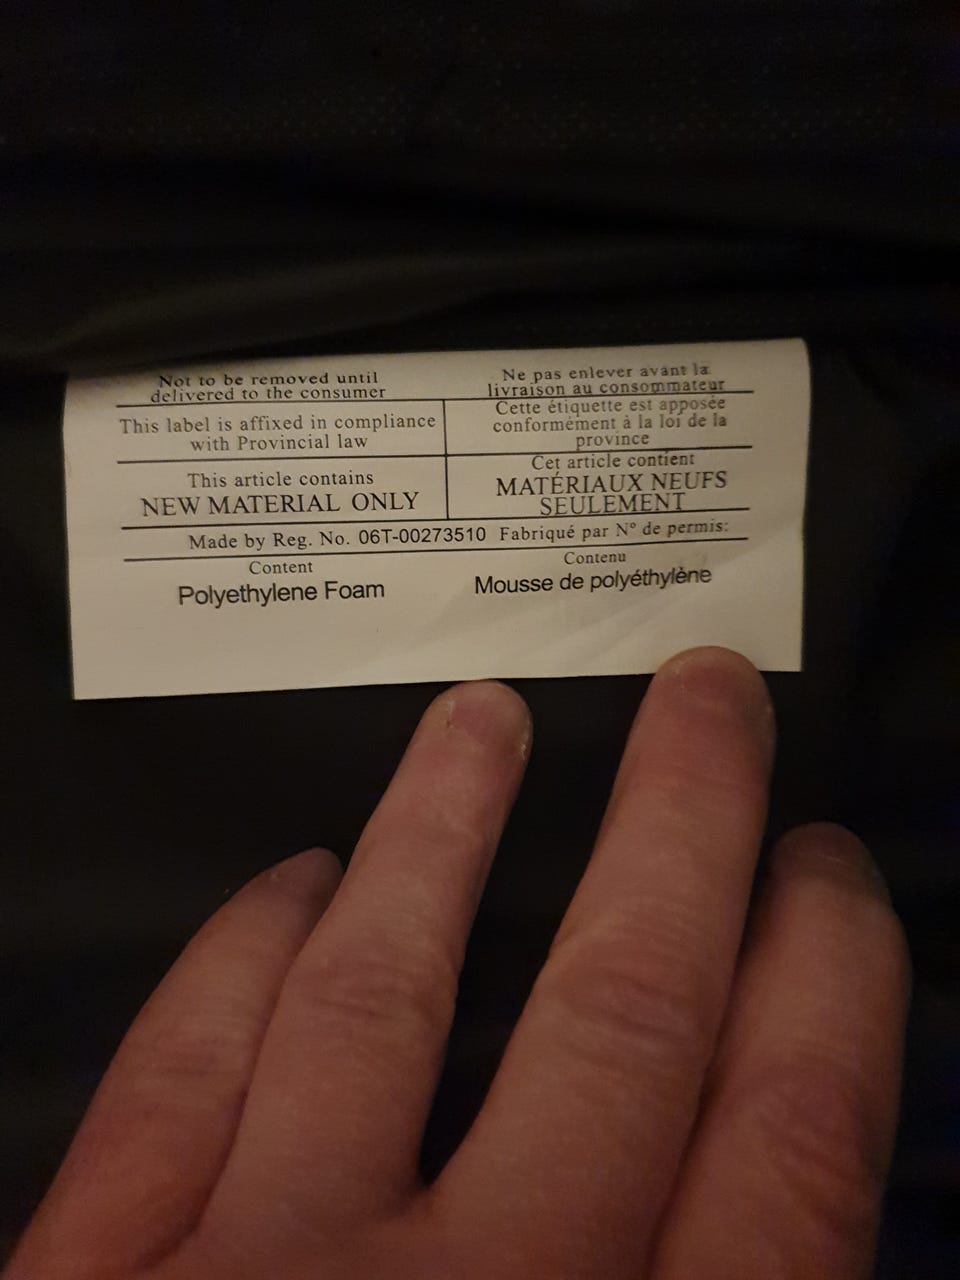 Not to be removed until
delivered to the consumer
Ne pas enlever avant la
livraison au consommateur
This label is affixed in compliance
with Provincial law
Cette étiquette est apposée
conformément à la loi de la
province
This article contains
NEW MATERIAL ONLY
Cet article contient
MATÉRIAUX NEUFS
SEULEMENT
Made by Reg. No. 06T-00273510 Fabriqué par N° de permis:
Content
Polyethylene Foam
Contenu
Mousse de polyéthylène